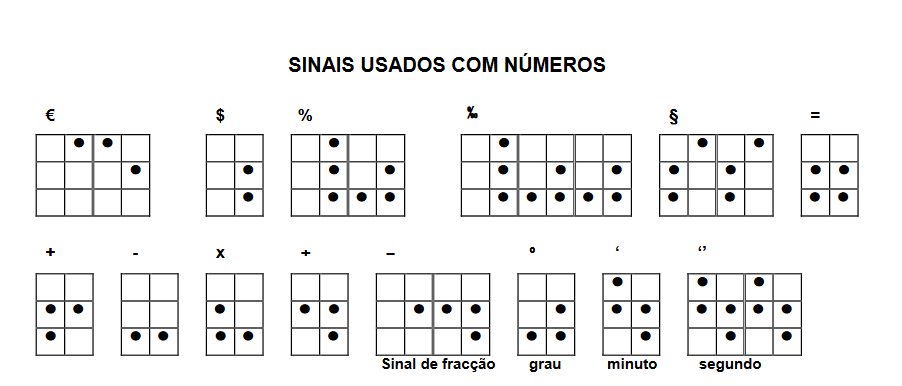 SINAIS USADOS COM NÚMEROS
€ $ % ‰ § =
+ - x ÷ – º ‘ ‘’
Sinal de fracção grau minuto segundo